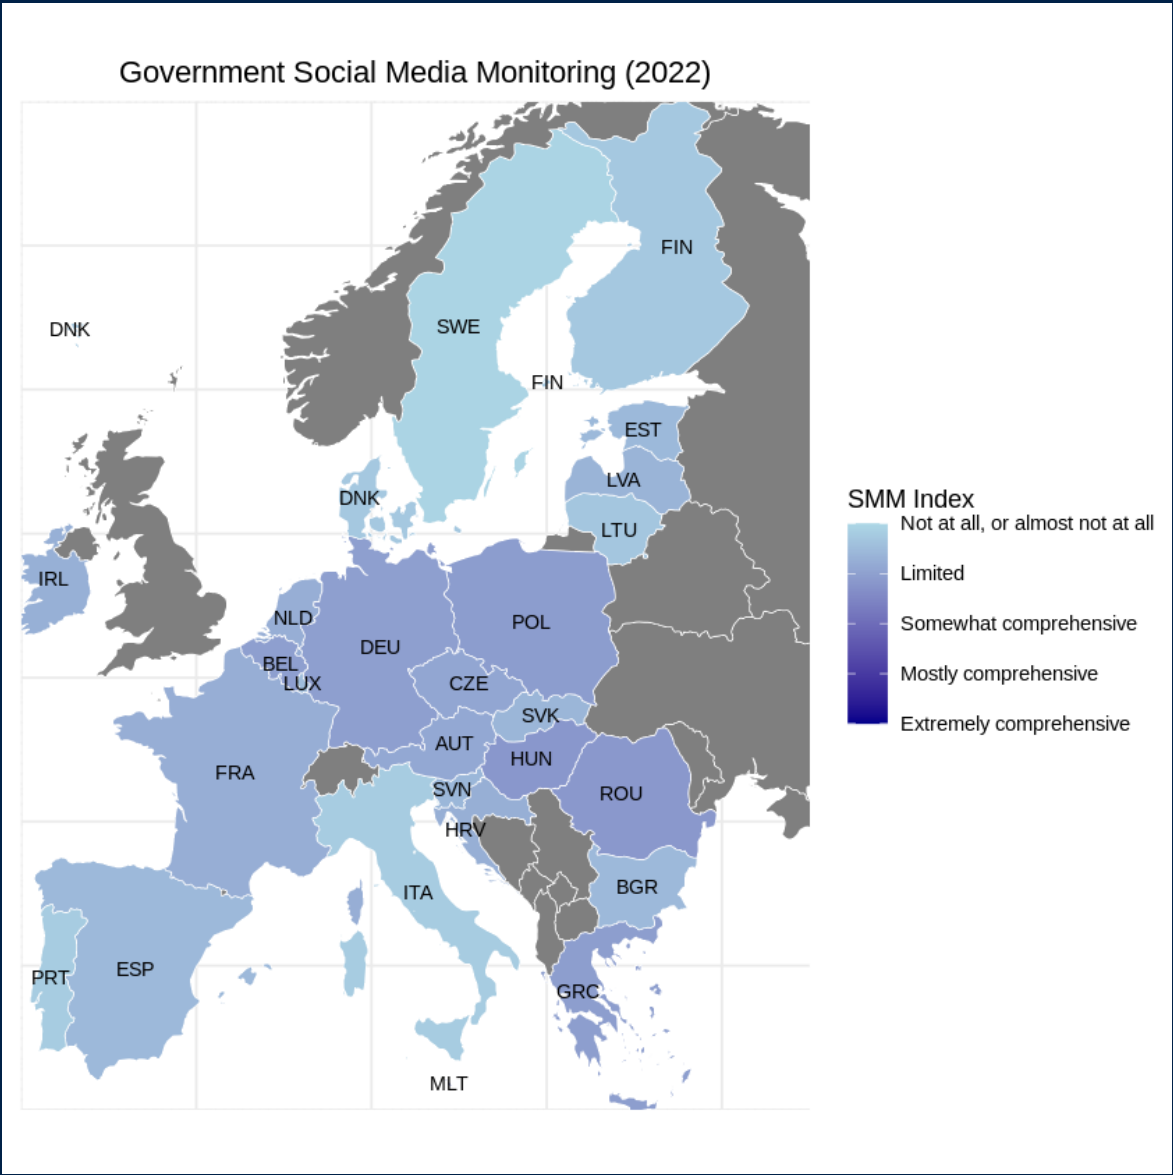 Government Social Media Monitoring (2022)
FIN
DNK
SWE
FIN
EST
LVA
DNK
LTU
IRL
NLD
POL
DEU
BEL
LUX
CZE
SVK
AUT
HUN
FRA
SVN
ROU
HRV
BGR
ITA
ESP
PRT
GRC
MLT
SMM Index
Not at all, or almost not at all
Limited
Somewhat comprehensive
Mostly comprehensive
Extremely comprehensive